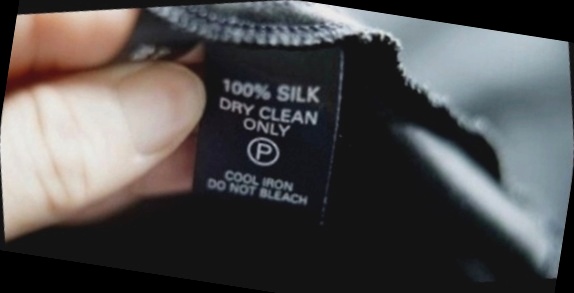 100% SILK
DRY CLEAN
ONLY
P
COOL IRON
DO NOT BLEACH